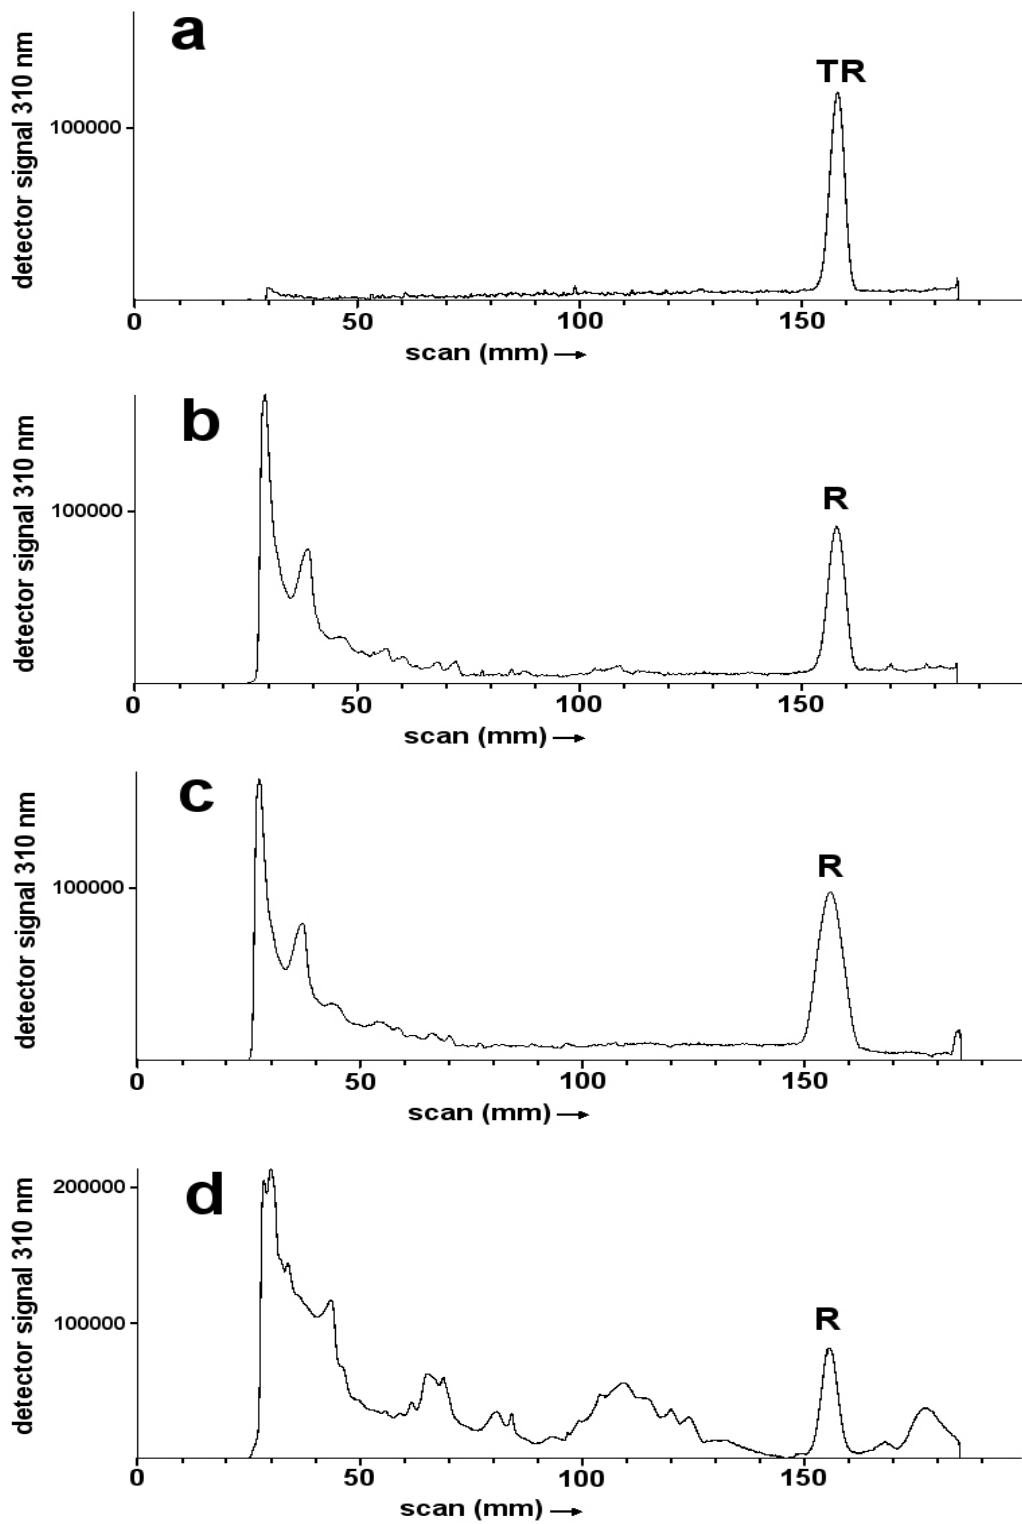 a
TR
detector signal 310 nm
100000
0 50 100 150
scan (mm)
b
R
detector signal 310 nm
100000
0 50 100 150
scan (mm)
c
R
detector signal 310 nm
100000
0 50 100 150
scan (mm)
d
200000
R
detector signal 310 nm
100000
0 50 100 150
scan (mm)